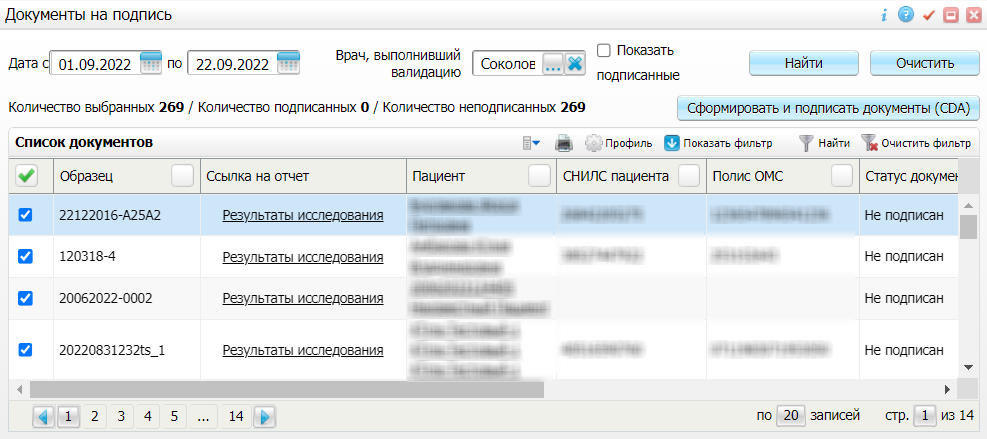 Документы на подпись
Дата с 01.09.2022 по 22.09.2022 Врач, выполнивший валидацию Соколов ... Показать подписанные Найти Очистить
Количество выбранных 269 / Количество подписанных 0 / Количество неподписанных 269 Сформировать и подписать документы (CDA)
Список документов Профиль Показать фильтр Найти Очистить фильтр
Образец Ссылка на отчет Пациент СНИЛС пациента Полис ОМС Статус докумен
22122016-A25A2 Результаты исследования Не подписан
120318-4 Результаты исследования Не подписан
20062022-0002 Результаты исследования Не подписан
20220831232ts_1 Результаты исследования Не подписан
1 2 3 4 5 ... 14 по 20 записей стр. 1 из 14